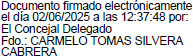 Documento firmado electrónicamente
el día 02/06/2025 a las 12:37:48 por:
El Concejal Delegado
Fdo.: CARMELO TOMAS SILVERA
CABRERA